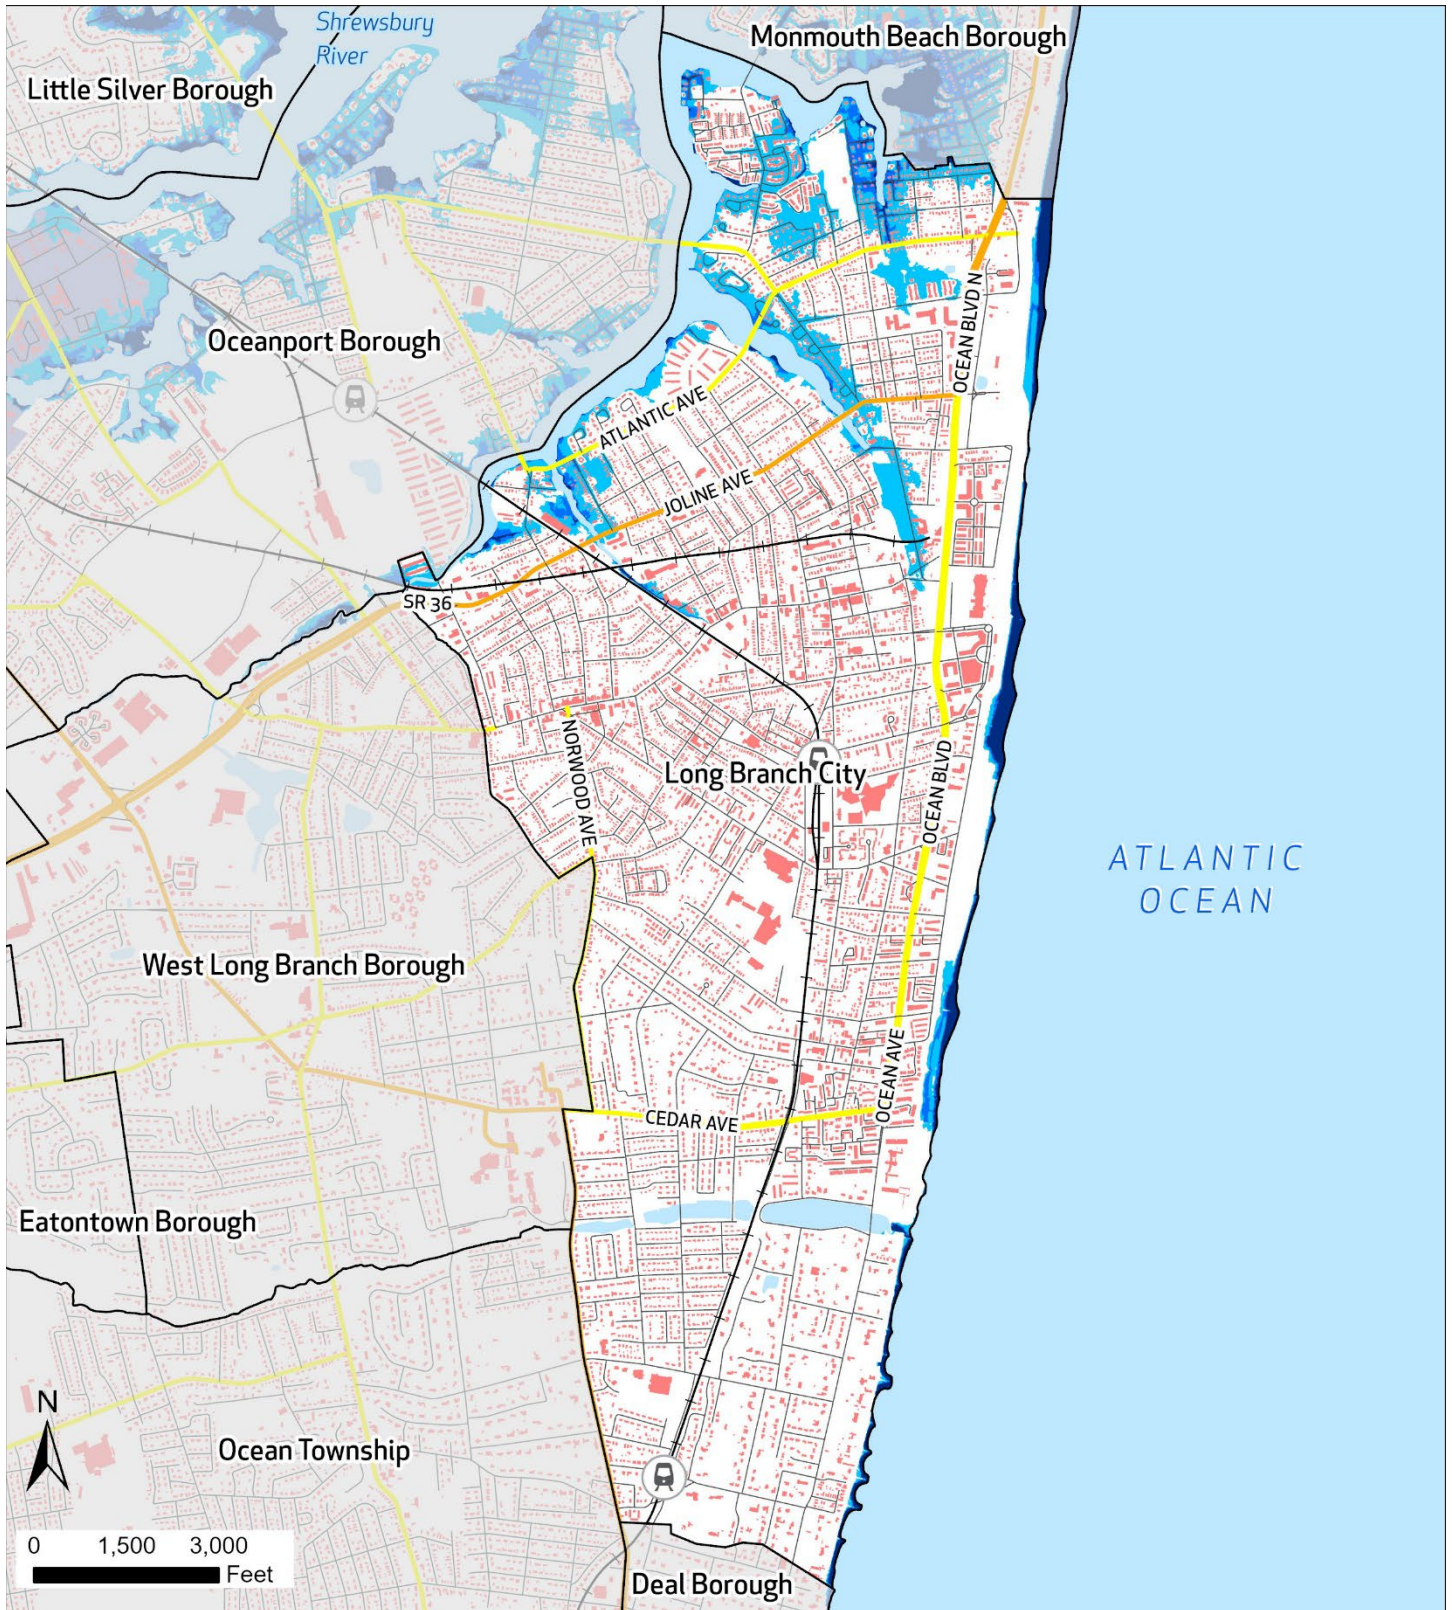 Shrewsbury
River
Monmouth Beach Borough
Little Silver Borough
Oceanport Borough
OCEAN BLVD N
ATLANTIC AVE
JOLINE AVE
SR 36
NORWOOD AVE
Long Branch City
OCEAN BLVD
ATLANTIC
OCEAN
West Long Branch Borough
OCEAN AVE
CEDAR AVE
Eatontown Borough
N
Ocean Township
0 1,500 3,000
Feet
Deal Borough